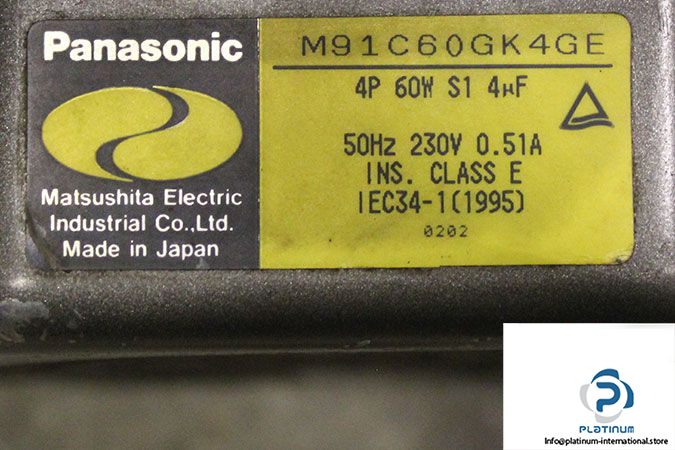 Panasonic
Matsushita Electric
Industrial Co.,Ltd.
Made in Japan
M91C60GK4GE
4P 60W S1 4µF
50Hz 230V 0.51A
INS. CLASS E
IEC34-1(1995)
0202
PLATINUM
Info@platinum-international.store